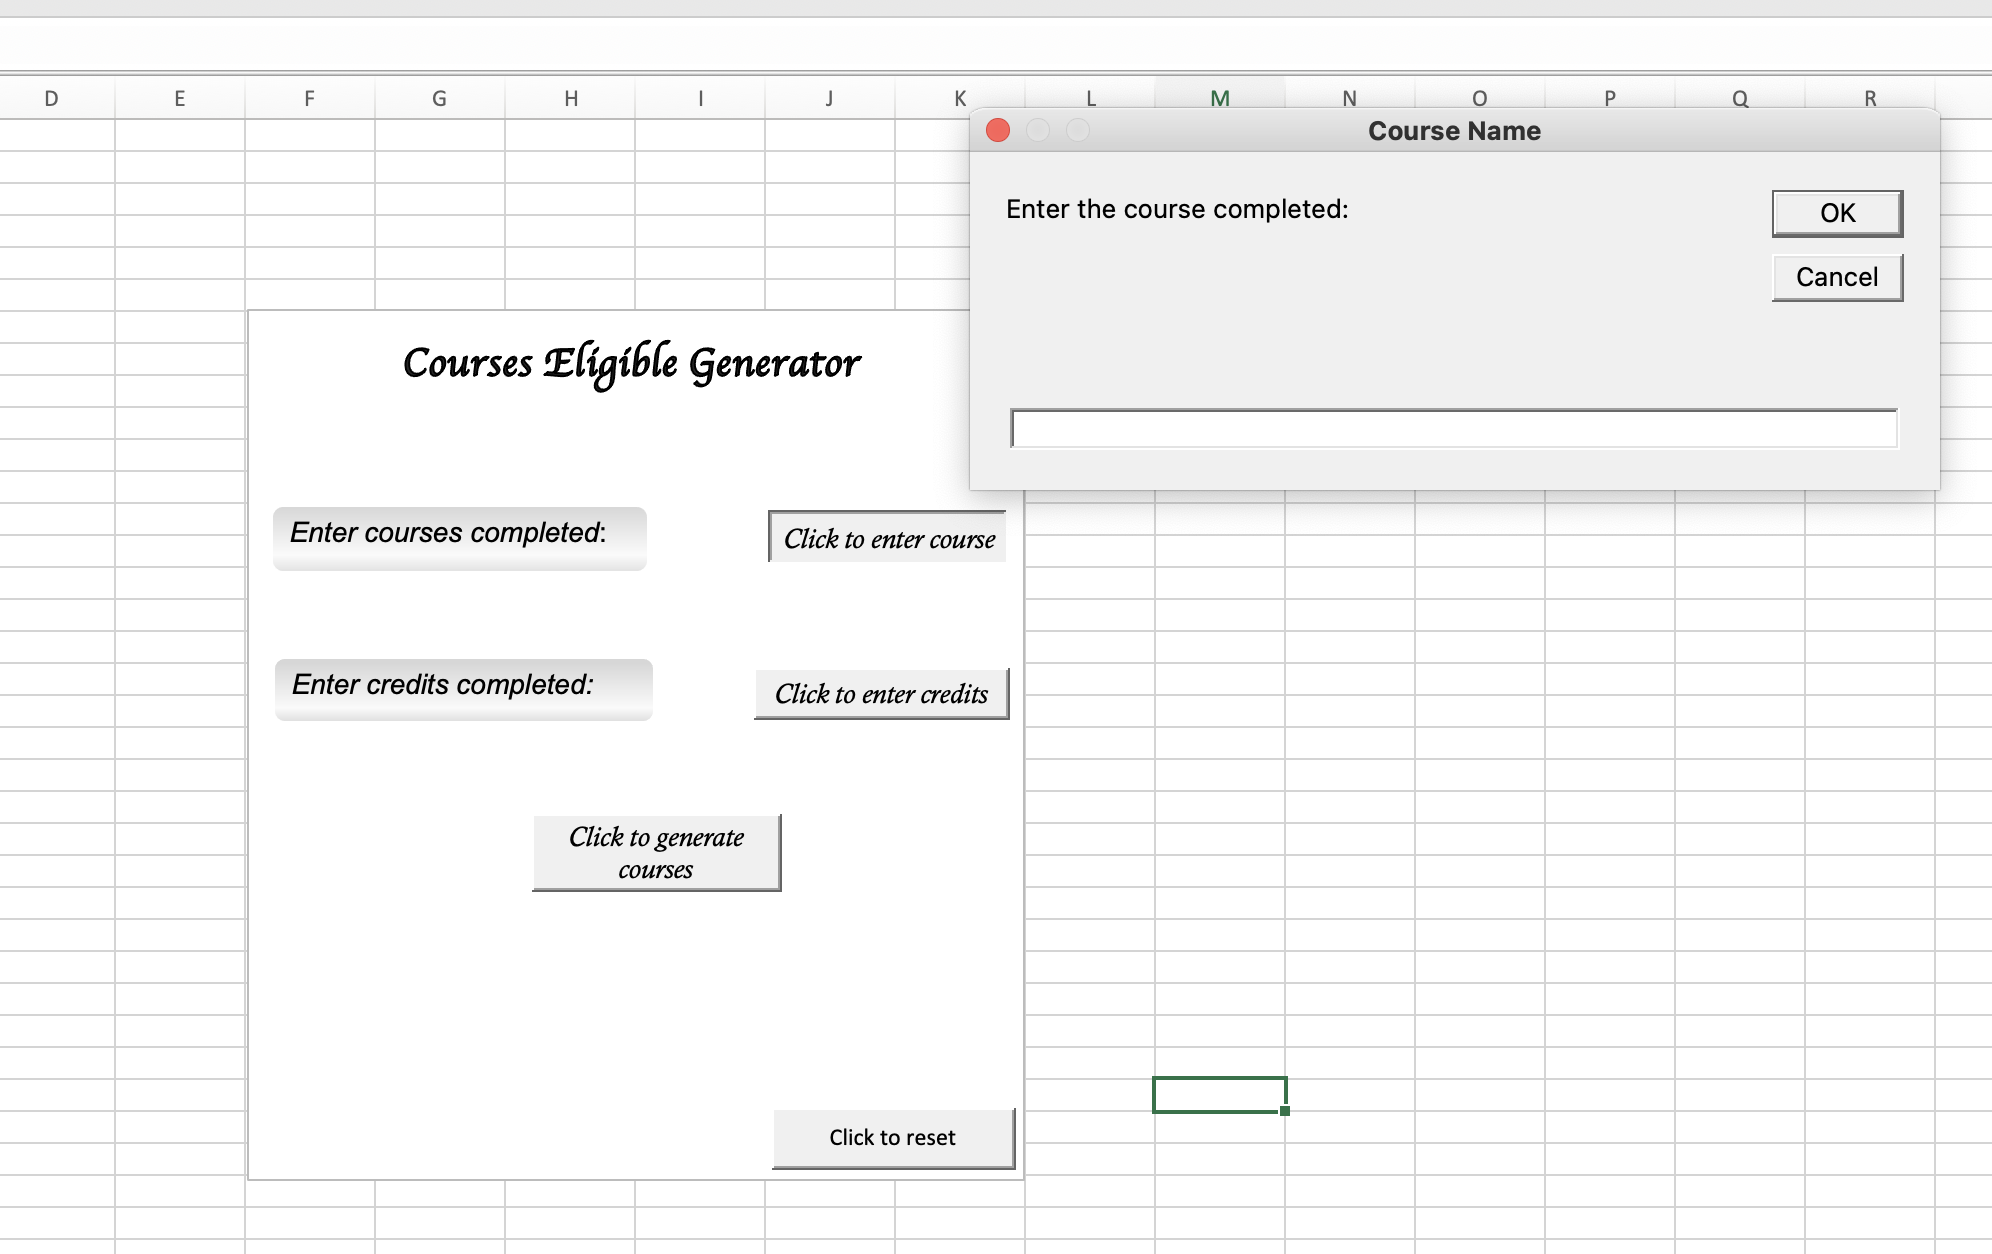 D E F G H I J K L M N O P Q R
Course Name
Enter the course completed:
OK
Cancel
Courses Eligible Generator
Enter courses completed:
Click to enter course
Enter credits completed:
Click to enter credits
Click to generate
courses
Click to reset